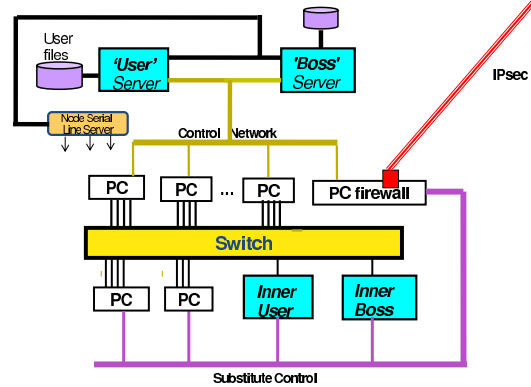 User
files
'User'
Server
'Boss'
Server
IPsec
Node Serial
Line Server
Control Network
PC
PC
...
PC
PC firewall
Switch
PC
PC
Inner
User
Inner
Boss
Substitute Control